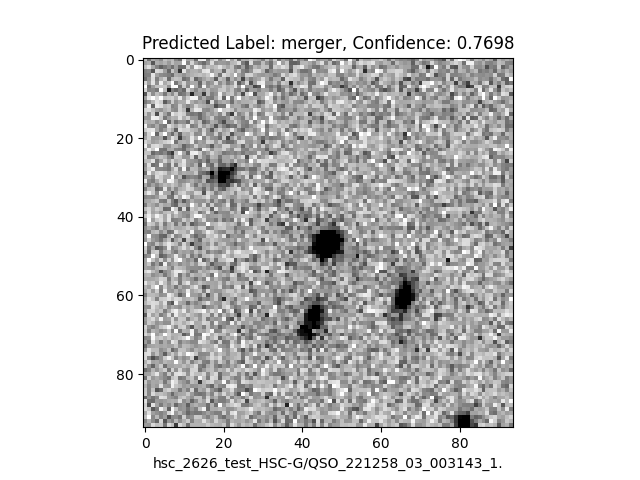 Predicted Label: merger, Confidence: 0.7698
0
20
40
60
80
0 20 40 60 80
hsc_2626_test_HSC-G/QSO_221258_03_003143_1.